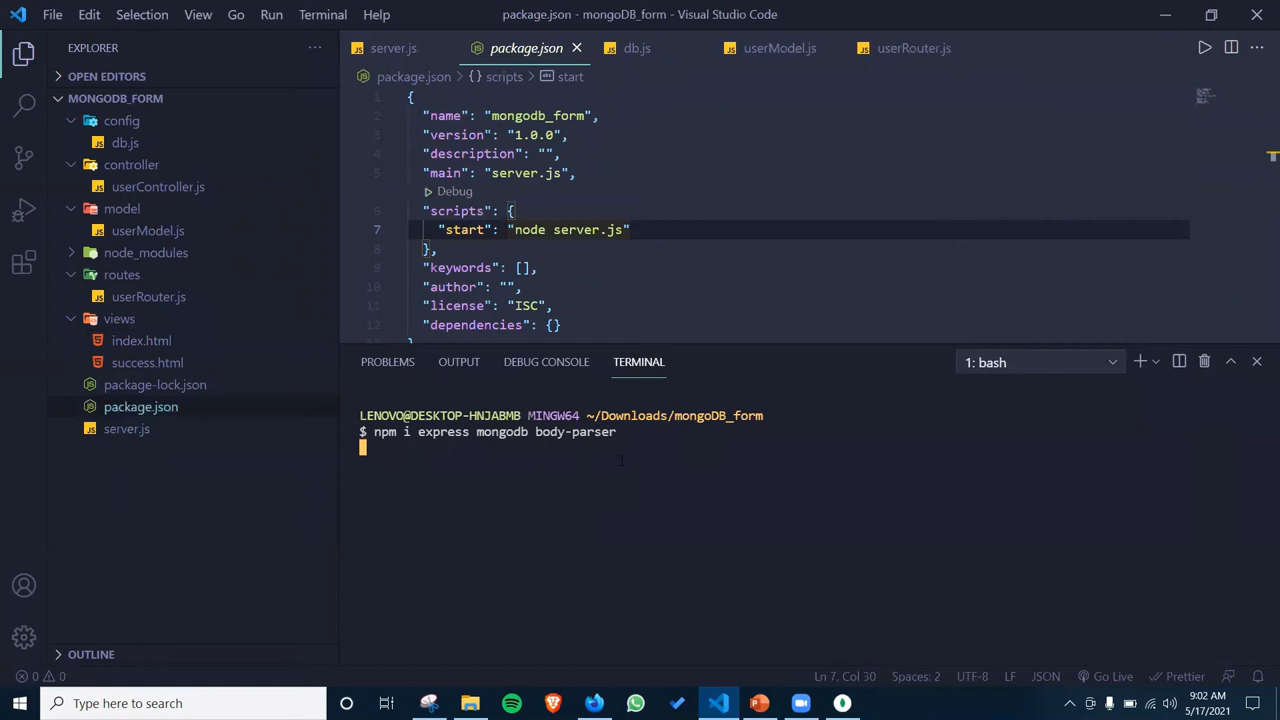 File Edit Selection View Go Run Terminal Help
package.json - mongoDB_form - Visual Studio Code
EXPLORER
OPEN EDITORS
MONGODB_FORM
config
db.js
controller
userController.js
model
userModel.js
node_modules
routes
userRouter.js
views
index.html
success.html
package-lock.json
package.json
server.js
OUTLINE
server.js package.json db.js userModel.js userRouter.js
package.json > {} scripts > abc start
1 {
2 "name": "mongodb_form",
3 "version": "1.0.0",
4 "description": "",
5 "main": "server.js",
Debug
6 "scripts": {
7 "start": "node server.js"
8 },
9 "keywords": [],
10 "author": "",
11 "license": "ISC",
12 "dependencies": {}
PROBLEMS OUTPUT DEBUG CONSOLE TERMINAL
1: bash
LENOVO@DESKTOP-HNJABMB MINGW64 ~/Downloads/mongoDB_form
$ npm i express mongodb body-parser
0 0
Ln 7, Col 30 Spaces: 2 UTF-8 LF JSON Go Live Prettier
Type here to search
9:02 AM
5/17/2021